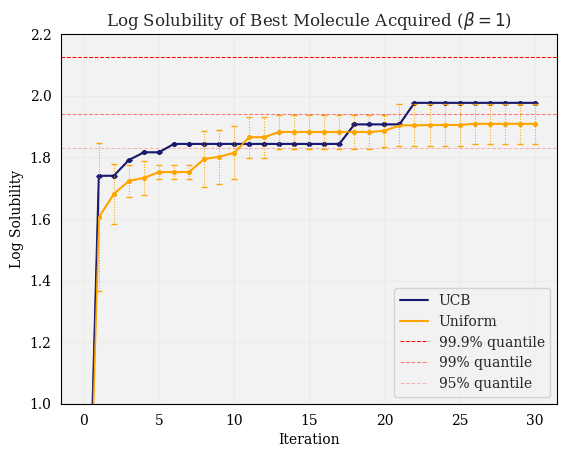 Log Solubility of Best Molecule Acquired (β = 1)
2.2
2.0
1.8
1.6
1.4
1.2
1.0
Log Solubility
UCB
Uniform
99.9% quantile
99% quantile
95% quantile
0 5 10 15 20 25 30
Iteration